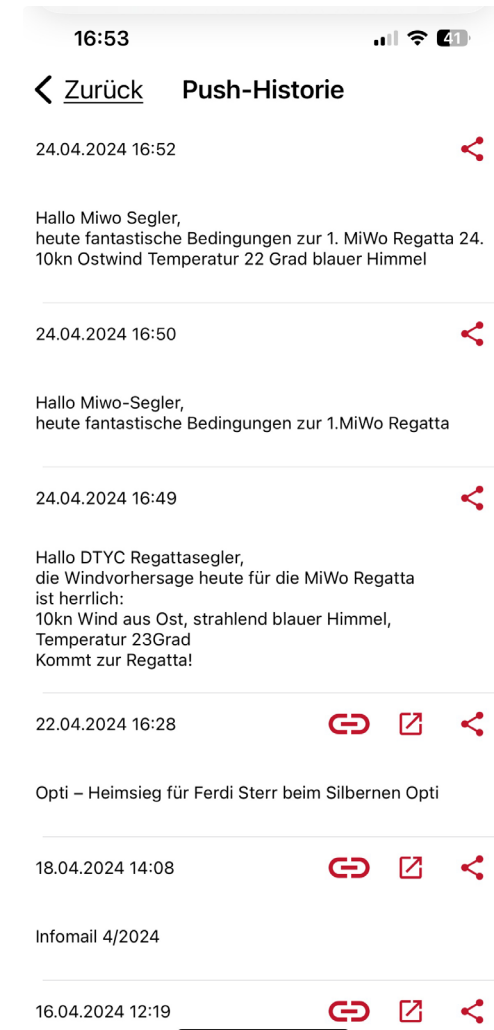 16:53
41
Zurück Push-Historie
24.04.2024 16:52
Hallo Miwo Segler,
heute fantastische Bedingungen zur 1. MiWo Regatta 24.
10kn Ostwind Temperatur 22 Grad blauer Himmel
24.04.2024 16:50
Hallo Miwo-Segler,
heute fantastische Bedingungen zur 1.MiWo Regatta
24.04.2024 16:49
Hallo DTYC Regattasegler,
die Windvorhersage heute für die MiWo Regatta
ist herrlich:
10kn Wind aus Ost, strahlend blauer Himmel,
Temperatur 23Grad
Kommt zur Regatta!
22.04.2024 16:28
Opti – Heimsieg für Ferdi Sterr beim Silbernen Opti
18.04.2024 14:08
Infomail 4/2024
16.04.2024 12:19